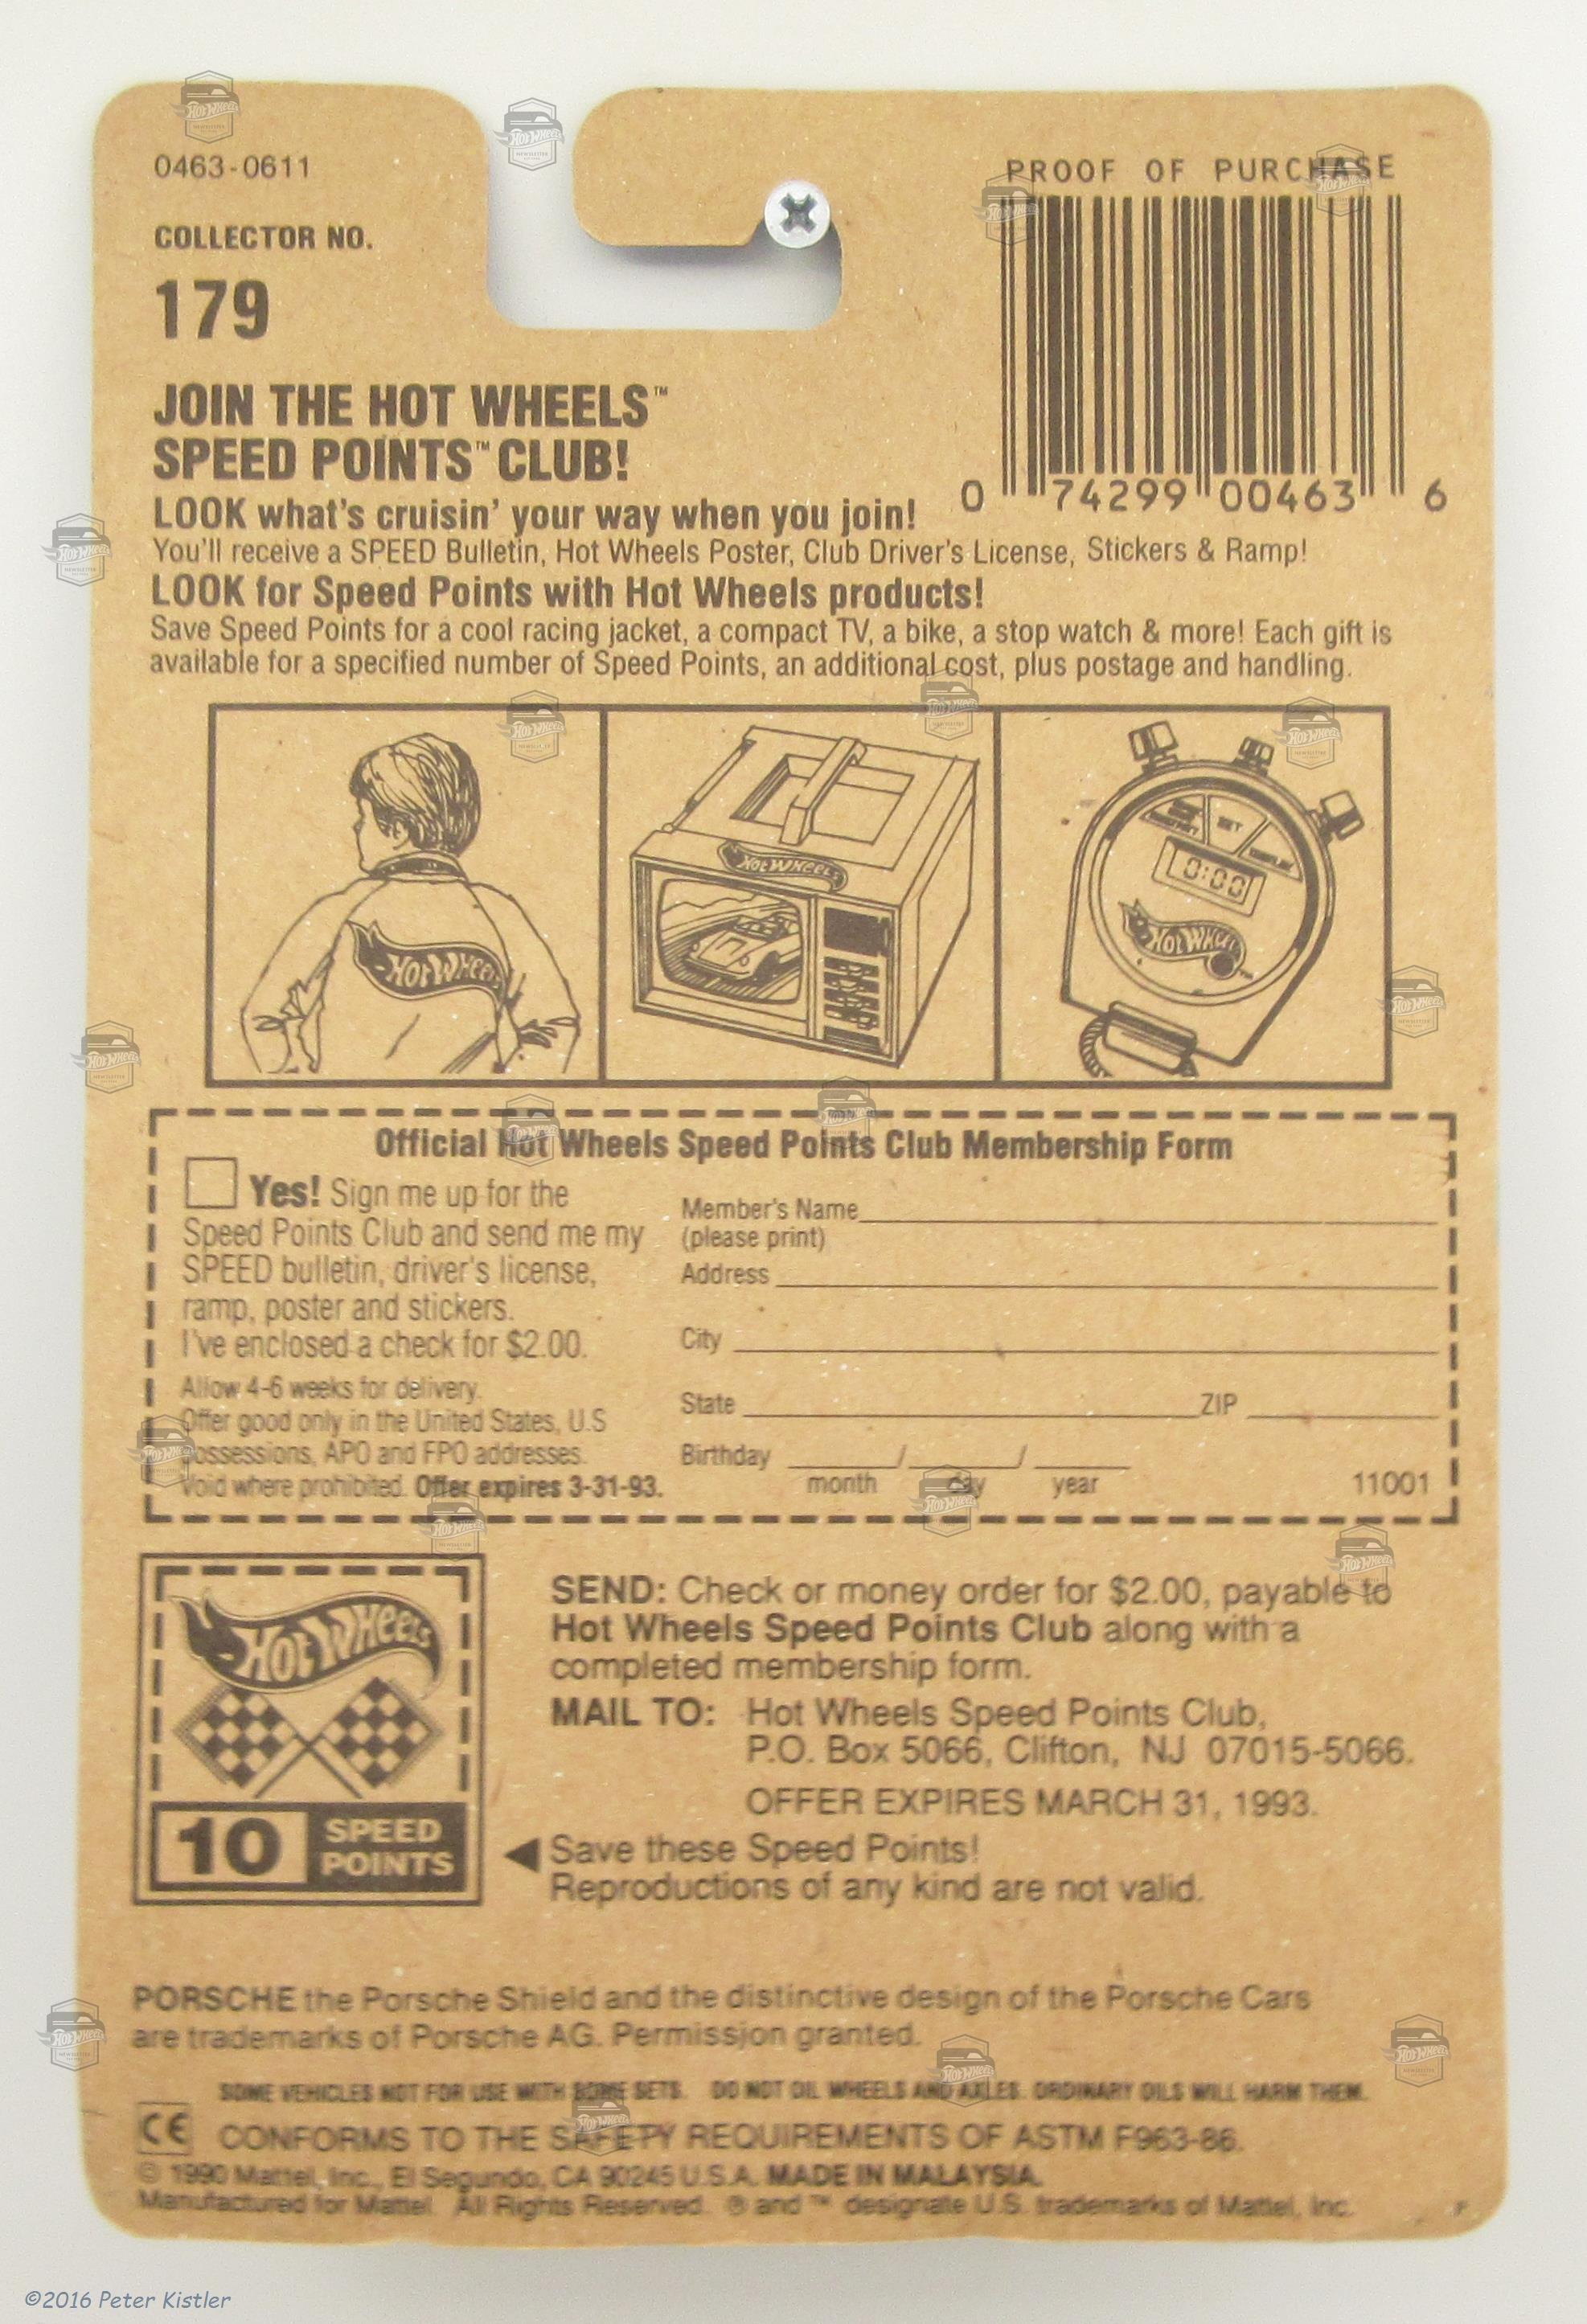 0463-0611
COLLECTOR NO.
179
PROOF OF PURCHASE
0 74299 00463 6
JOIN THE HOT WHEELS™
SPEED POINTS™ CLUB!
LOOK what's cruisin' your way when you join!
You'll receive a SPEED Bulletin, Hot Wheels Poster, Club Driver's License, Stickers & Ramp!
LOOK for Speed Points with Hot Wheels products!
Save Speed Points for a cool racing jacket, a compact TV, a bike, a stop watch & more! Each gift is
available for a specified number of Speed Points, an additional cost, plus postage and handling.
HOT WHEELS
HOT WHEELS
SET
0:00
HOT WHEELS
Official Hot Wheels Speed Points Club Membership Form
Yes! Sign me up for the
Speed Points Club and send me my
SPEED bulletin, driver's license,
ramp, poster and stickers.
I've enclosed a check for $2.00.
Allow 4-6 weeks for delivery.
Offer good only in the United States, U.S
Possessions, APO and FPO addresses.
Void where prohibited. Offer expires 3-31-93.
Member's Name
(please print)
Address
City
State ZIP
Birthday / /
month day year
11001
HOT WHEELS
10 SPEED
POINTS
SEND: Check or money order for $2.00, payable to
Hot Wheels Speed Points Club along with a
completed membership form.
MAIL TO: Hot Wheels Speed Points Club,
P.O. Box 5066, Clifton, NJ 07015-5066.
OFFER EXPIRES MARCH 31, 1993.
Save these Speed Points!
Reproductions of any kind are not valid.
PORSCHE the Porsche Shield and the distinctive design of the Porsche Cars
are trademarks of Porsche AG. Permission granted.
SOME VEHICLES NOT FOR USE WITH SOME SETS. DO NOT OIL WHEELS AND AXLES. ORDINARY OILS WILL HARM THEM.
CE CONFORMS TO THE SAFETY REQUIREMENTS OF ASTM F963-86.
© 1990 Mattel, Inc., El Segundo, CA 90245 U.S.A. MADE IN MALAYSIA.
Manufactured for Mattel. All Rights Reserved. ® and ™ designate U.S. trademarks of Mattel, Inc.
©2016 Peter Kistler